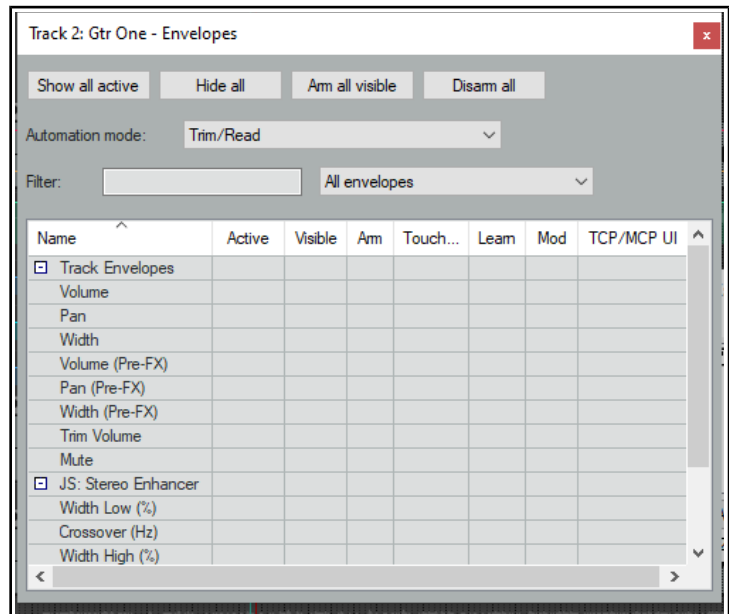 Track 2: Gtr One - Envelopes
x
Show all active Hide all Arm all visible Disarm all
Automation mode: Trim/Read
Filter: All envelopes
Name Active Visible Arm Touch... Learn Mod TCP/MCP UI
Track Envelopes
Volume
Pan
Width
Volume (Pre-FX)
Pan (Pre-FX)
Width (Pre-FX)
Trim Volume
Mute
JS: Stereo Enhancer
Width Low (%)
Crossover (Hz)
Width High (%)